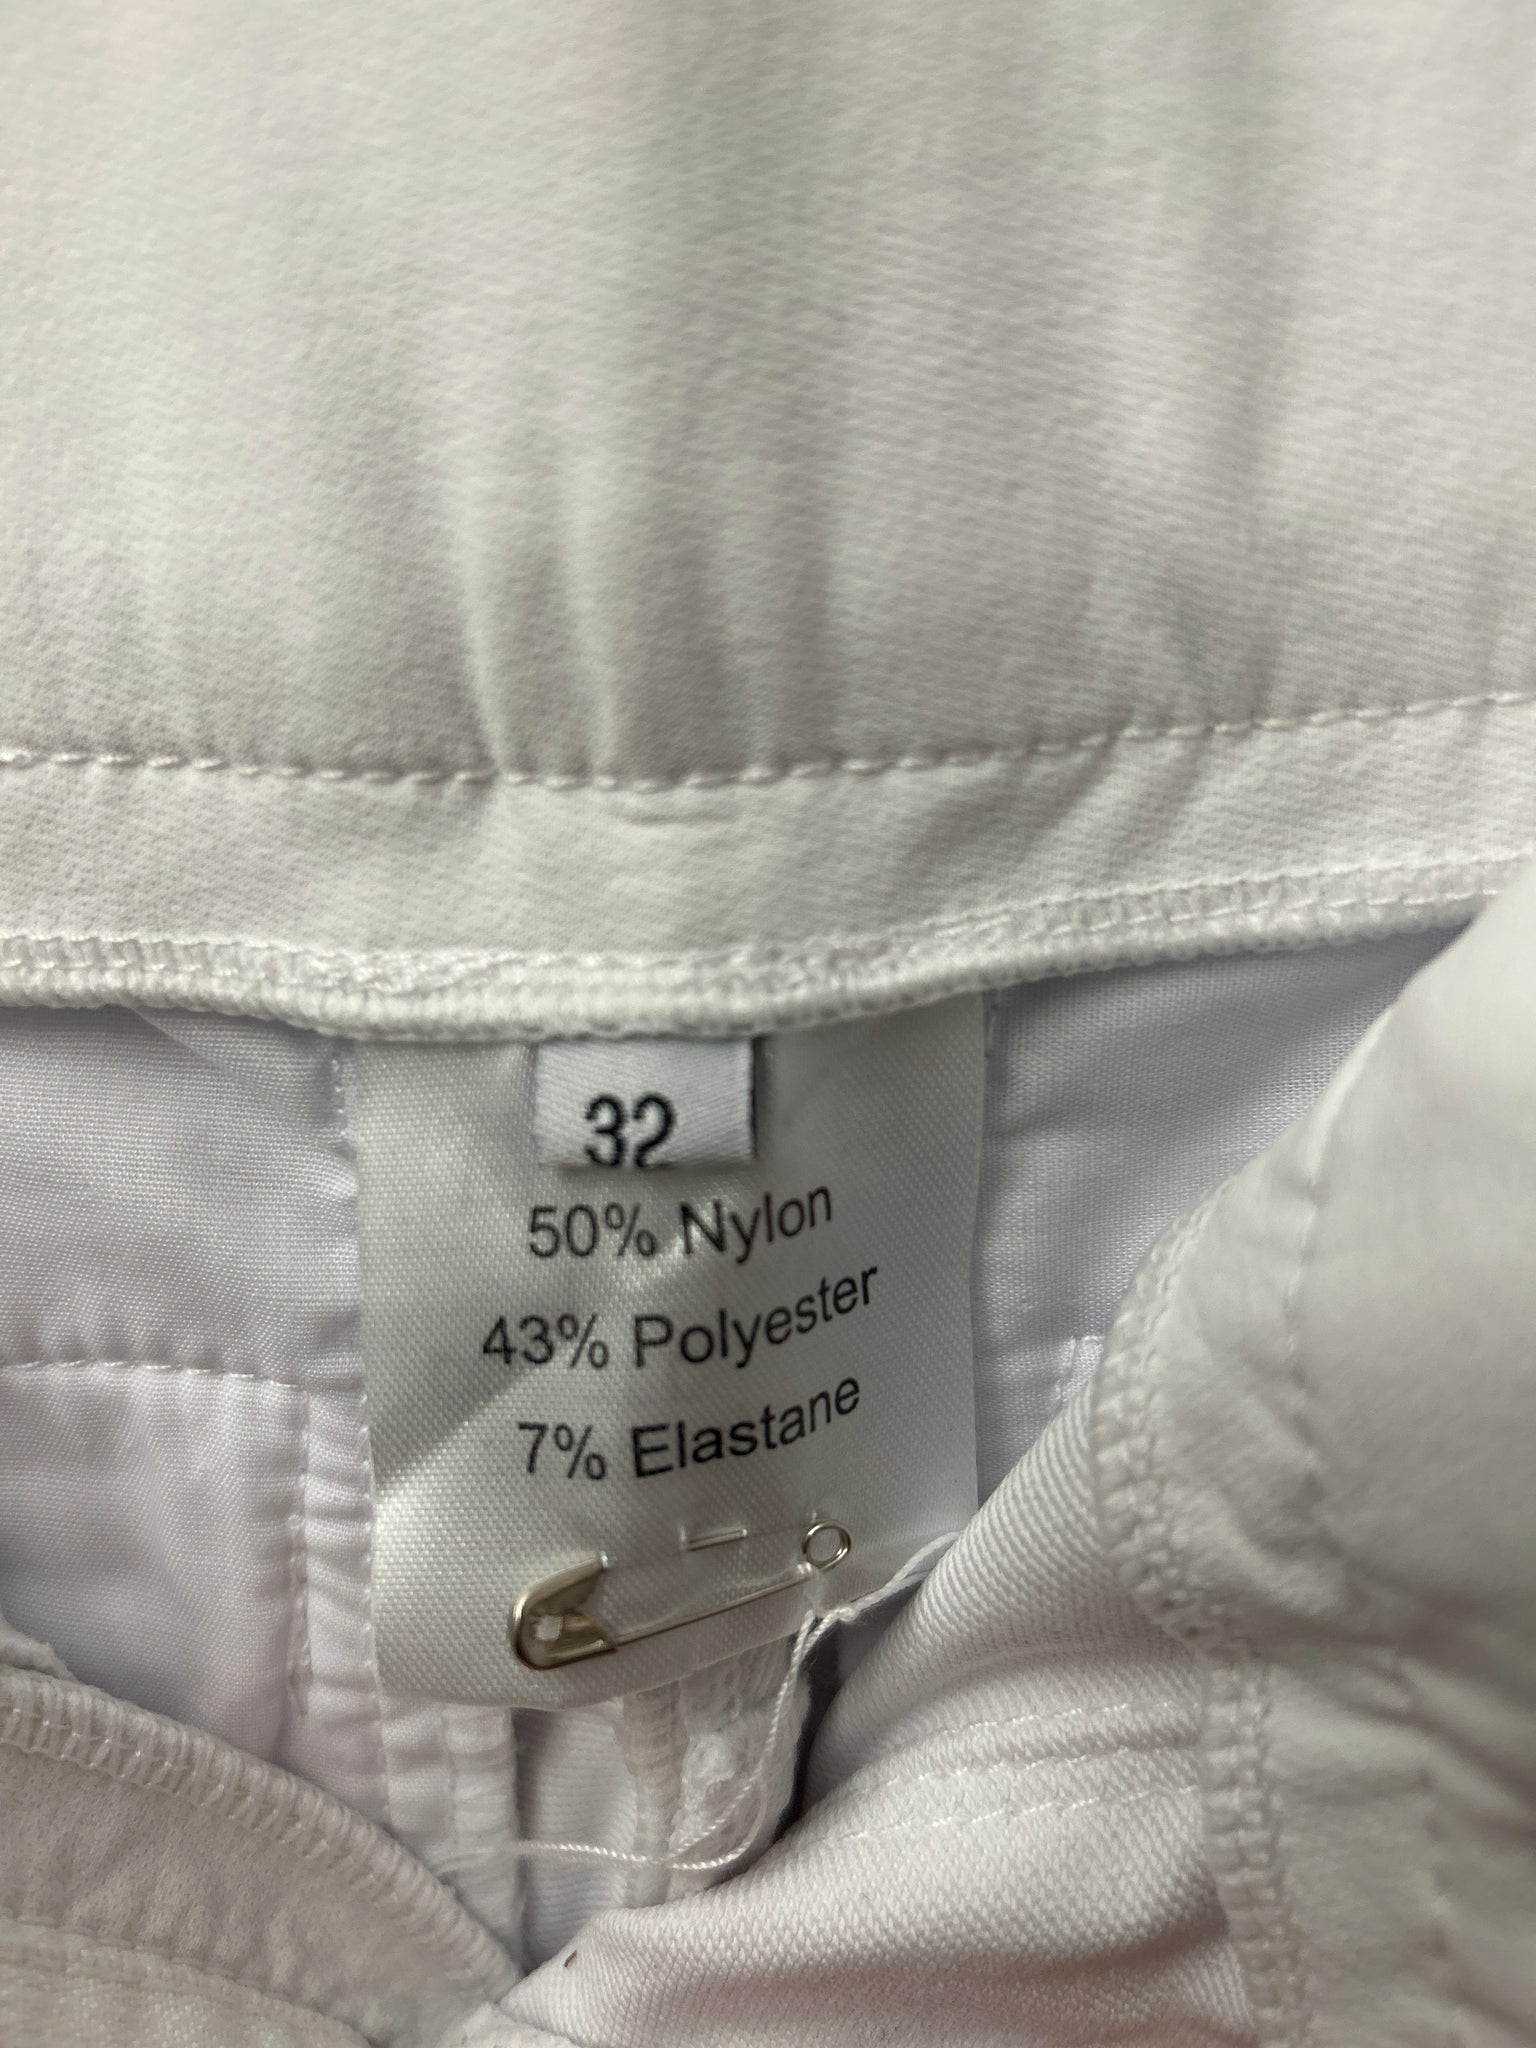 32
50% Nylon
43% Polyester
7% Elastane